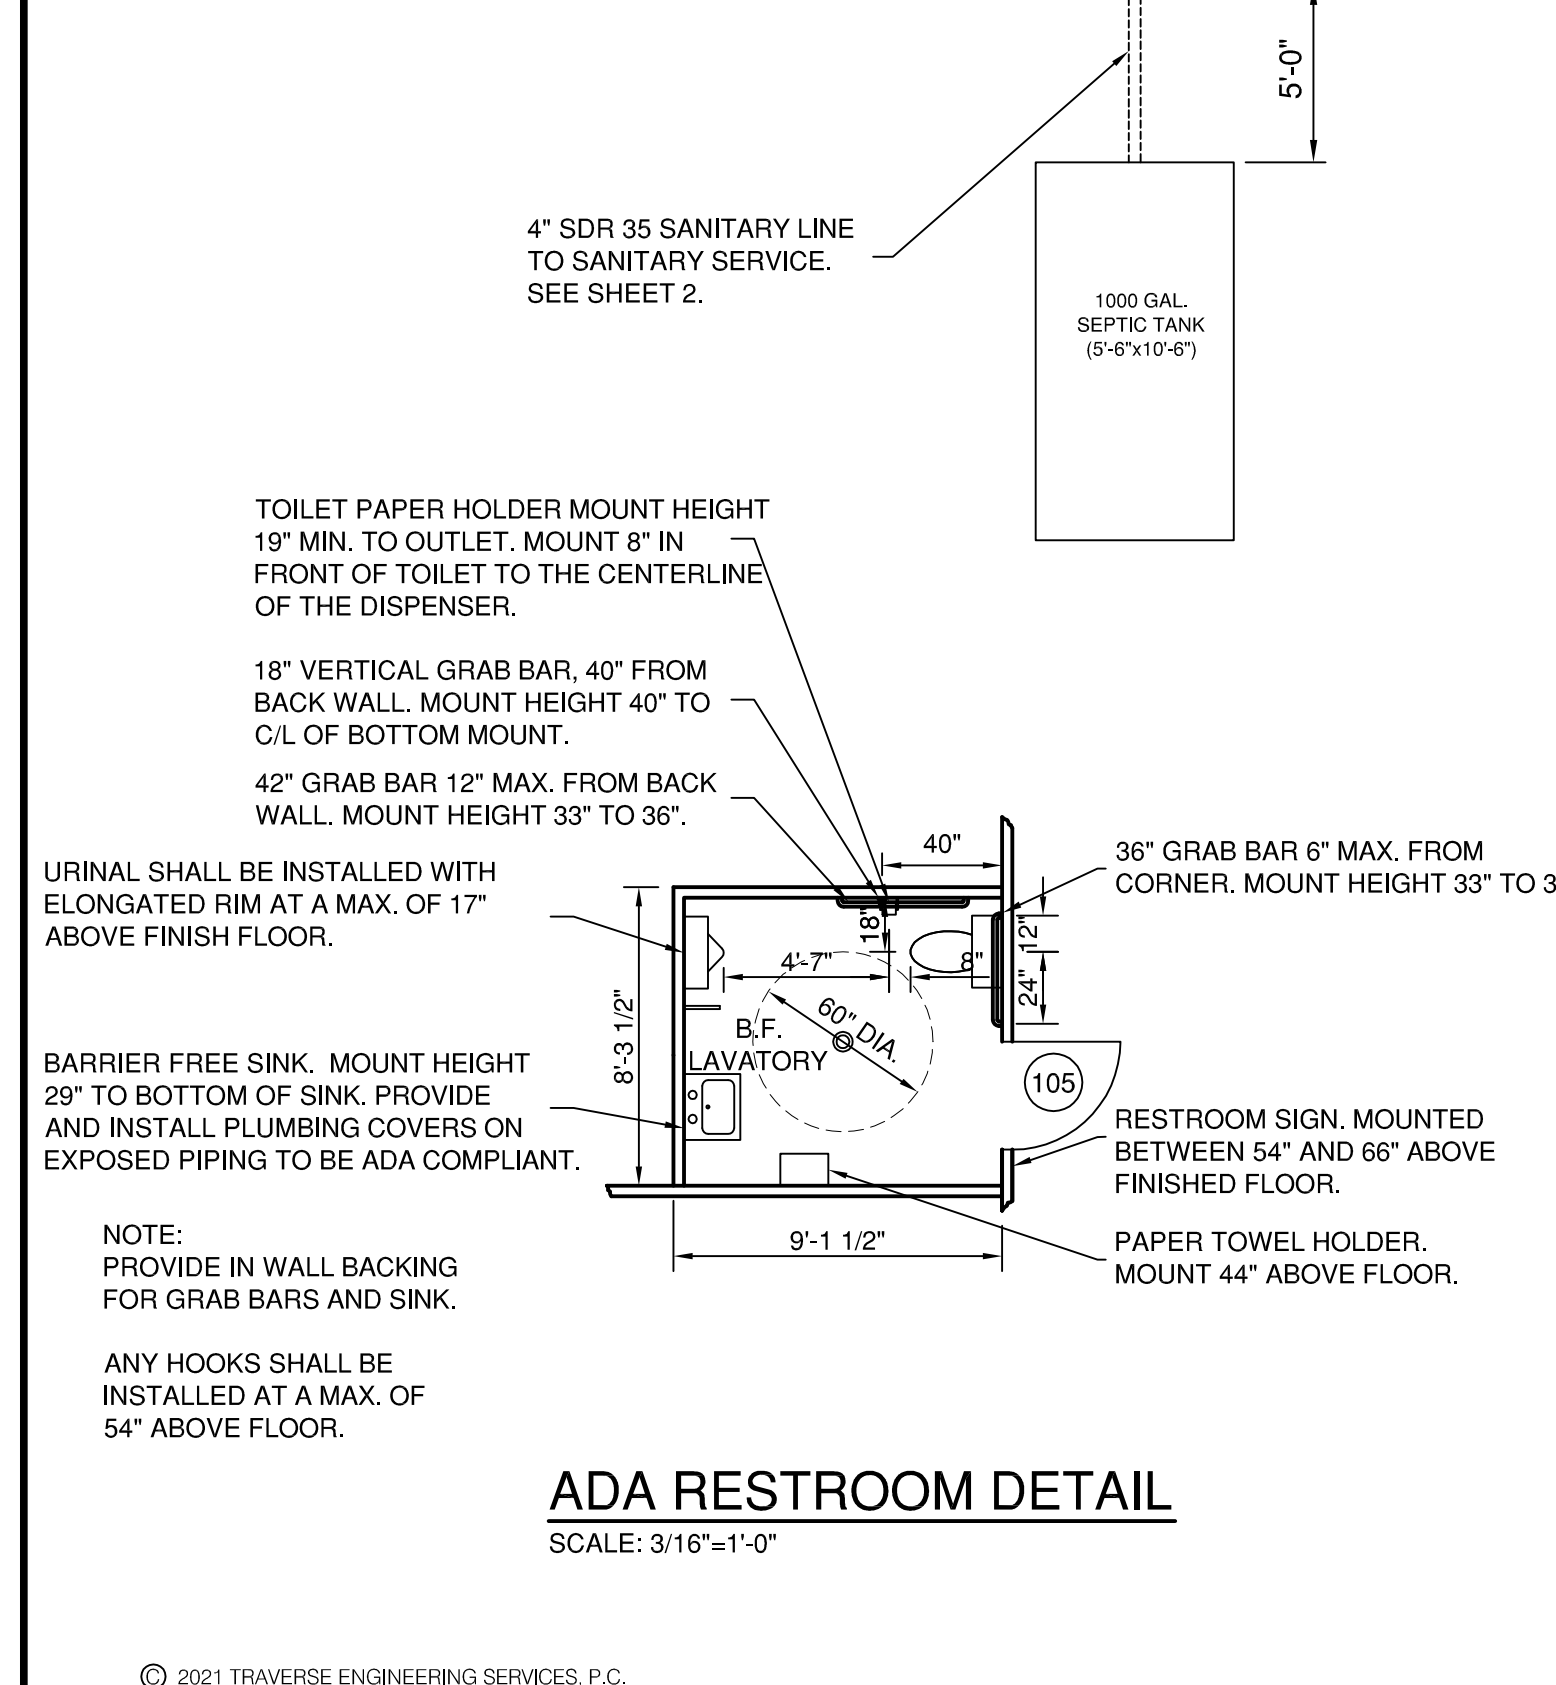 5'-0"
4" SDR 35 SANITARY LINE
TO SANITARY SERVICE.
SEE SHEET 2.
1000 GAL.
SEPTIC TANK
(5'-6"x10'-6")
TOILET PAPER HOLDER MOUNT HEIGHT
19" MIN. TO OUTLET. MOUNT 8" IN
FRONT OF TOILET TO THE CENTERLINE
OF THE DISPENSER.
18" VERTICAL GRAB BAR, 40" FROM
BACK WALL. MOUNT HEIGHT 40" TO
C/L OF BOTTOM MOUNT.
42" GRAB BAR 12" MAX. FROM BACK
WALL. MOUNT HEIGHT 33" TO 36".
URINAL SHALL BE INSTALLED WITH
ELONGATED RIM AT A MAX. OF 17"
ABOVE FINISH FLOOR.
BARRIER FREE SINK. MOUNT HEIGHT
29" TO BOTTOM OF SINK. PROVIDE
AND INSTALL PLUMBING COVERS ON
EXPOSED PIPING TO BE ADA COMPLIANT.
40"
18"
4'-7"
8"
12"
24"
60" DIA.
B.F.
LAVATORY
8'-3 1/2"
105
9'-1 1/2"
36" GRAB BAR 6" MAX. FROM
CORNER. MOUNT HEIGHT 33" TO 3
RESTROOM SIGN. MOUNTED
BETWEEN 54" AND 66" ABOVE
FINISHED FLOOR.
PAPER TOWEL HOLDER.
MOUNT 44" ABOVE FLOOR.
NOTE:
PROVIDE IN WALL BACKING
FOR GRAB BARS AND SINK.
ANY HOOKS SHALL BE
INSTALLED AT A MAX. OF
54" ABOVE FLOOR.
ADA RESTROOM DETAIL
SCALE: 3/16"=1'-0"
© 2021 TRAVERSE ENGINEERING SERVICES, P.C.